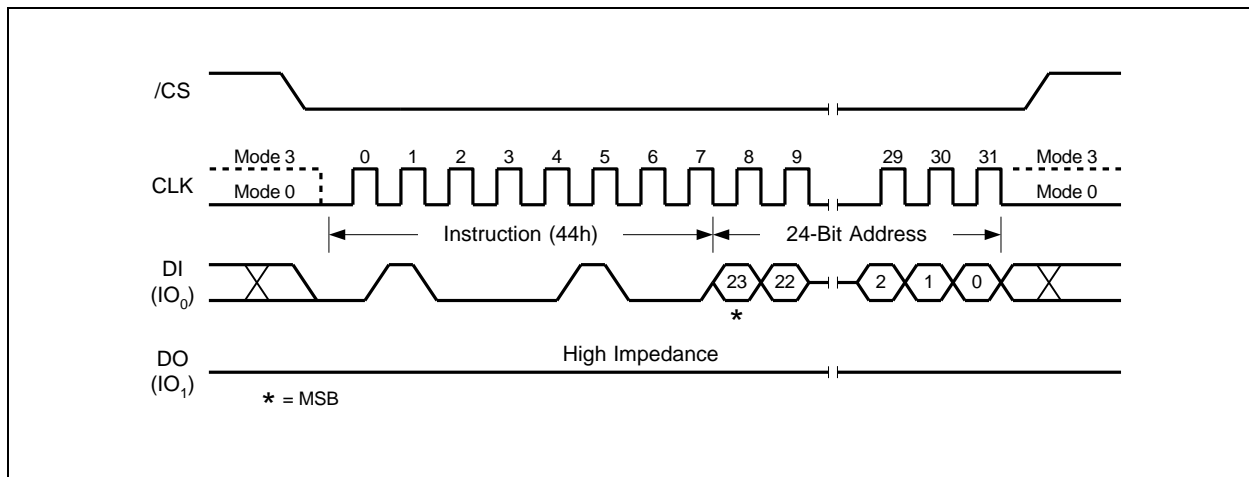 /CS
Mode 3 0 1 2 3 4 5 6 7 8 9 29 30 31 Mode 3
CLK
Mode 0 Mode 0
Instruction (44h) 24-Bit Address
DI
(IO0)
23 22 2 1 0
*
High Impedance
DO
(IO1)
* = MSB